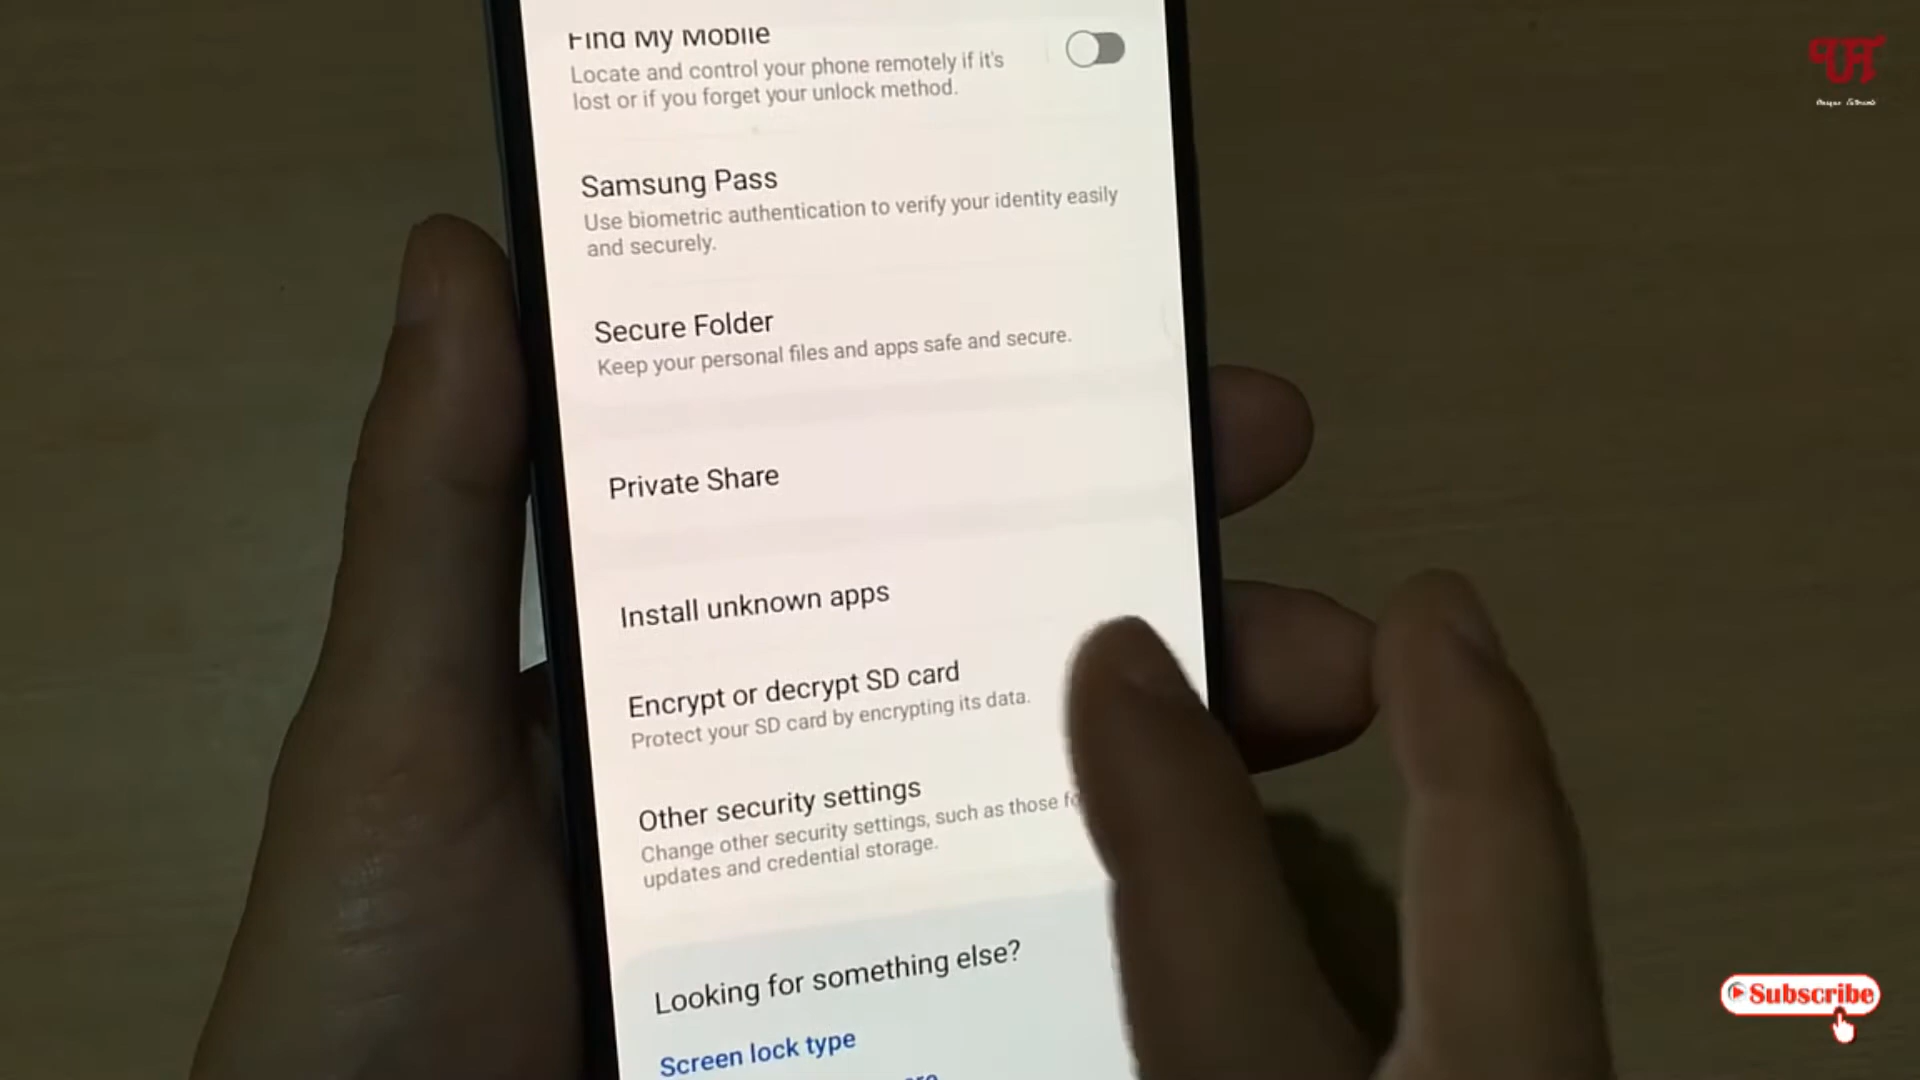 Find My Mobile
Locate and control your phone remotely if it's
lost or if you forget your unlock method.
Samsung Pass
Use biometric authentication to verify your identity easily
and securely.
Secure Folder
Keep your personal files and apps safe and secure.
Private Share
Install unknown apps
Encrypt or decrypt SD card
Protect your SD card by encrypting its data.
Other security settings
Change other security settings, such as those
updates and credential storage.
Looking for something else?
Screen lock type
Subscribe